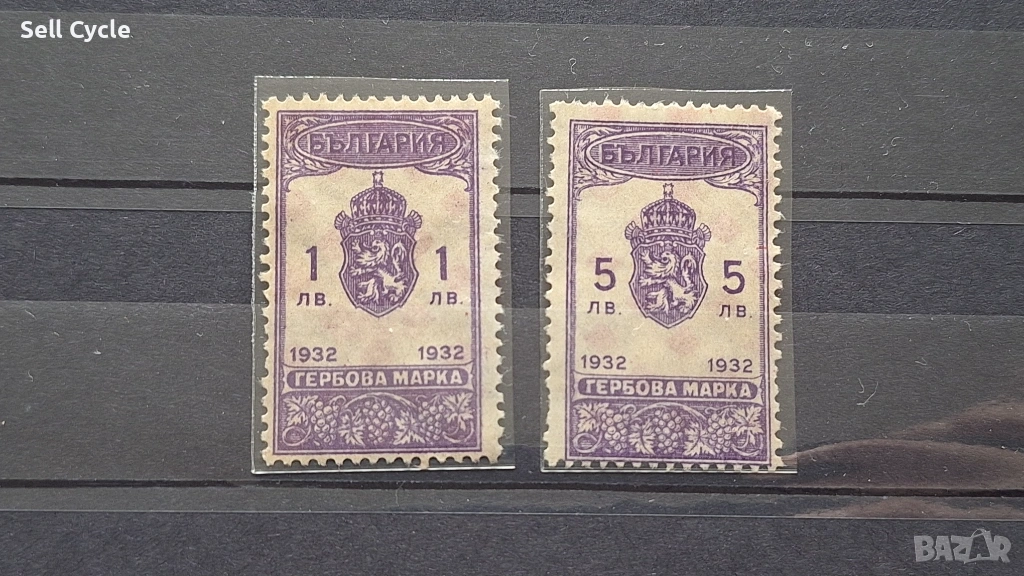 Sell Cycle
БЪЛГАРИЯ
1 1
ЛВ. ЛВ.
1932 1932
ГЕРБОВА МАРКА
БЪЛГАРИЯ
5 5
ЛВ. ЛВ.
1932 1932
ГЕРБОВА МАРКА
BAZAR